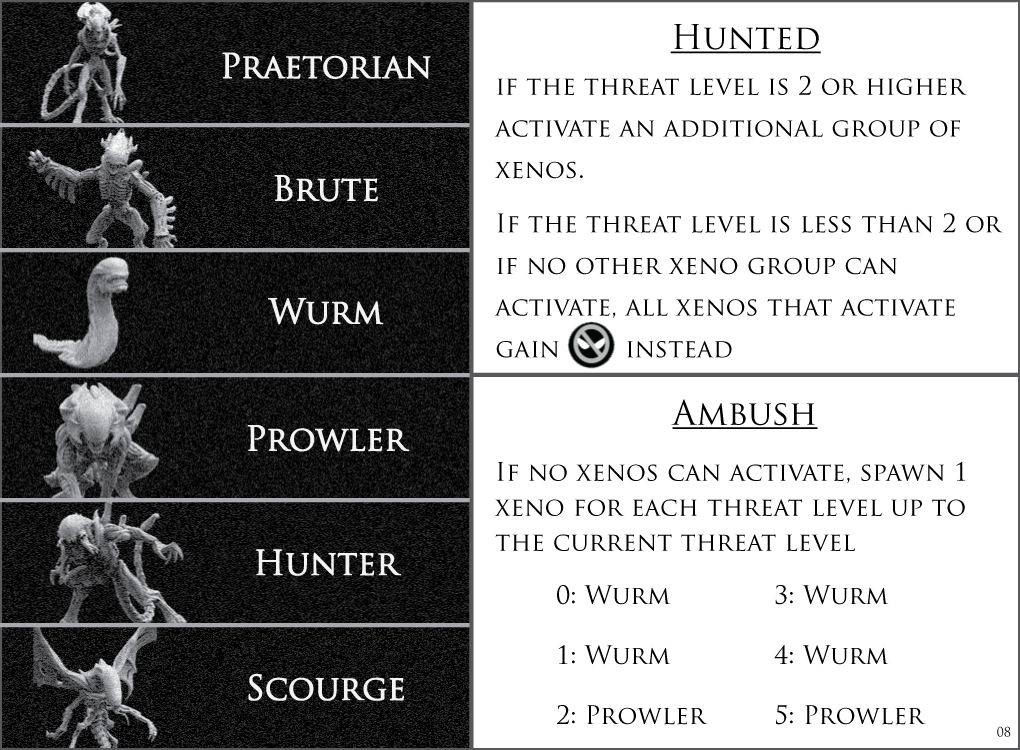 Praetorian
Brute
Wurm
Prowler
Hunter
Scourge
Hunted
if the threat level is 2 or higher
activate an additional group of
xenos.
If the threat level is less than 2 or
if no other xeno group can
activate, all xenos that activate
gain instead
Ambush
If no xenos can activate, spawn 1
xeno for each threat level up to
the current threat level
0: Wurm 3: Wurm
1: Wurm 4: Wurm
2: Prowler 5: Prowler
08